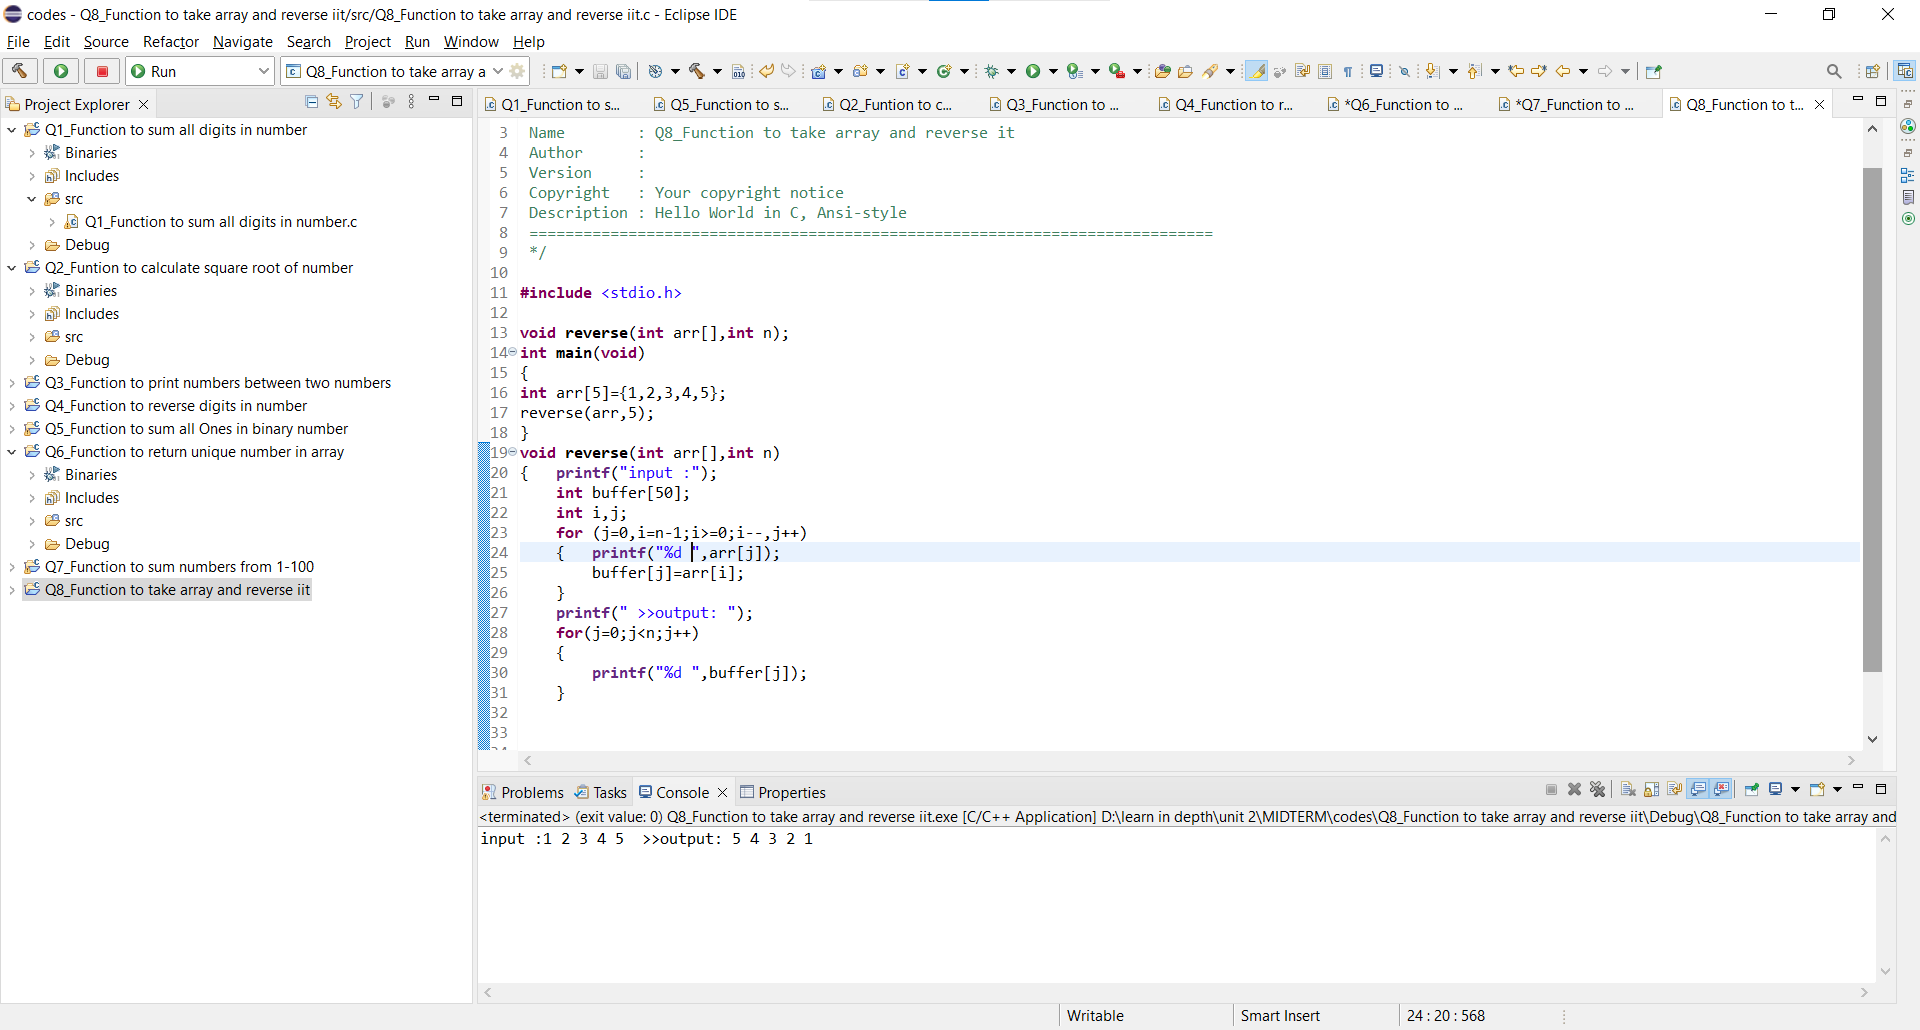 codes - Q8_Function to take array and reverse iit/src/Q8_Function to take array and reverse iit.c - Eclipse IDE
File Edit Source Refactor Navigate Search Project Run Window Help
Run Q8_Function to take array a
Project Explorer
Q1_Function to s... Q5_Function to s... Q2_Funtion to c... Q3_Function to ... Q4_Function to r... *Q6_Function to ... *Q7_Function to ... Q8_Function to t...
Q1_Function to sum all digits in number
Binaries
Includes
src
Q1_Function to sum all digits in number.c
Debug
Q2_Funtion to calculate square root of number
Binaries
Includes
src
Debug
Q3_Function to print numbers between two numbers
Q4_Function to reverse digits in number
Q5_Function to sum all Ones in binary number
Q6_Function to return unique number in array
Binaries
Includes
src
Debug
Q7_Function to sum numbers from 1-100
Q8_Function to take array and reverse iit
3 Name : Q8_Function to take array and reverse it
4 Author :
5 Version :
6 Copyright : Your copyright notice
7 Description : Hello World in C, Ansi-style
8 ============================================================================
9 */
10
11 #include <stdio.h>
12
13 void reverse(int arr[],int n);
14 int main(void)
15 {
16 int arr[5]={1,2,3,4,5};
17 reverse(arr,5);
18 }
19 void reverse(int arr[],int n)
20 { printf("input :");
21 int buffer[50];
22 int i,j;
23 for (j=0,i=n-1;i>=0;i--,j++)
24 { printf("%d ",arr[j]);
25 buffer[j]=arr[i];
26 }
27 printf(" >>output: ");
28 for(j=0;j<n;j++)
29 {
30 printf("%d ",buffer[j]);
31 }
32
33
Problems Tasks Console Properties
<terminated> (exit value: 0) Q8_Function to take array and reverse iit.exe [C/C++ Application] D:\learn in depth\unit 2\MIDTERM\codes\Q8_Function to take array and reverse iit\Debug\Q8_Function to take array and
input :1 2 3 4 5  >>output: 5 4 3 2 1
Writable Smart Insert 24 : 20 : 568